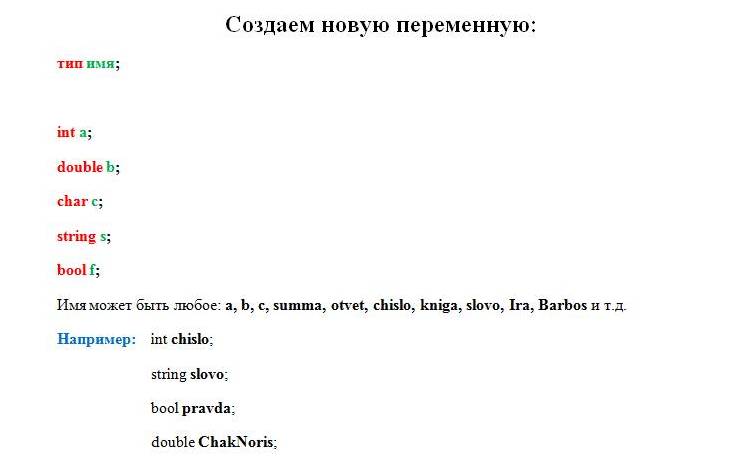 Создаем новую переменную:
тип имя;
int a;
double b;
char c;
string s;
bool f;
Имя может быть любое: a, b, c, summa, otvet, chislo, kniga, slovo, Ira, Barbos и т.д.
Например: int chislo;
string slovo;
bool pravda;
double ChakNoris;